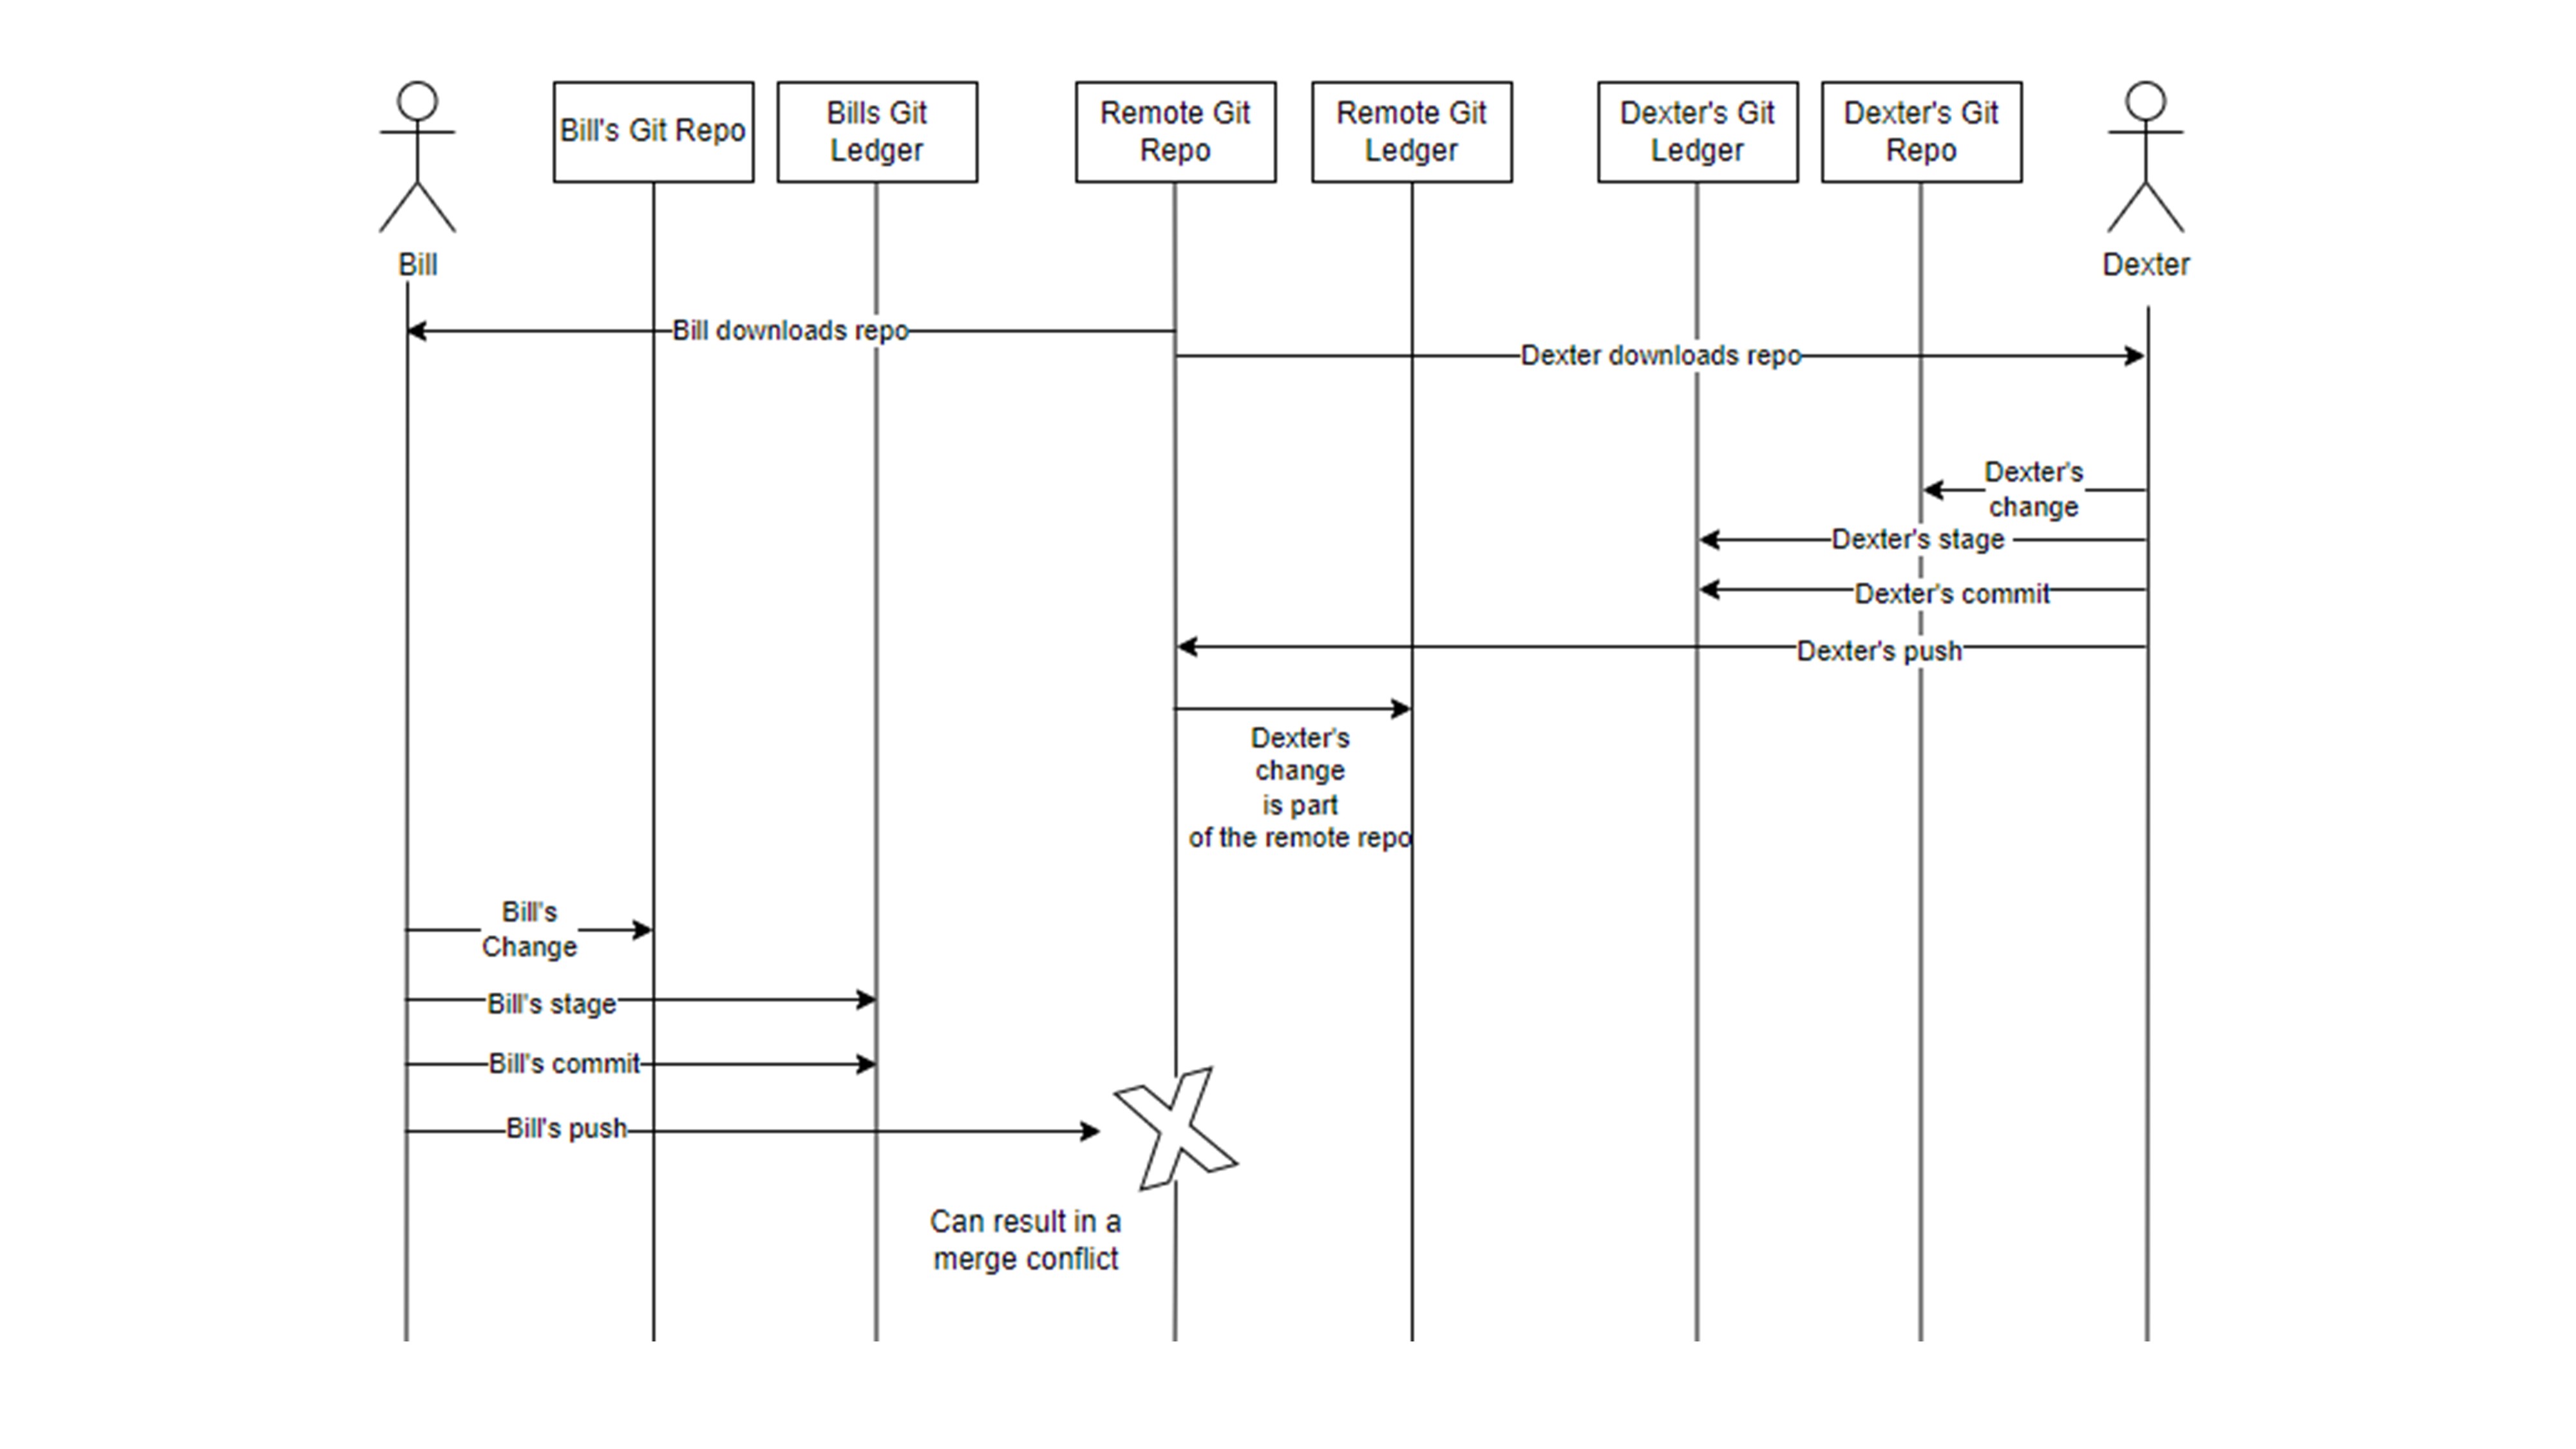 Bill's Git Repo
Bills Git
Ledger
Remote Git
Repo
Remote Git
Ledger
Dexter's Git
Ledger
Dexter's Git
Repo
Bill
Dexter
Bill downloads repo
Dexter downloads repo
Dexter's
change
Dexter's stage
Dexter's commit
Dexter's push
Dexter's
change
is part
of the remote repo
Bill's
Change
Bill's stage
Bill's commit
Bill's push
X
Can result in a
merge conflict